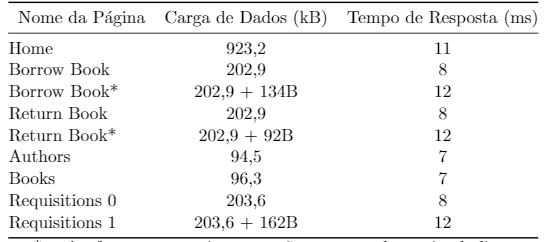 Nome da Página Carga de Dados (kB) Tempo de Resposta (ms)
Home 923,2 11
Borrow Book 202,9 8
Borrow Book* 202,9 + 134B 12
Return Book 202,9 8
Return Book* 202,9 + 92B 12
Authors 94,5 7
Books 96,3 7
Requisitions 0 203,6 8
Requisitions 1 203,6 + 162B 12